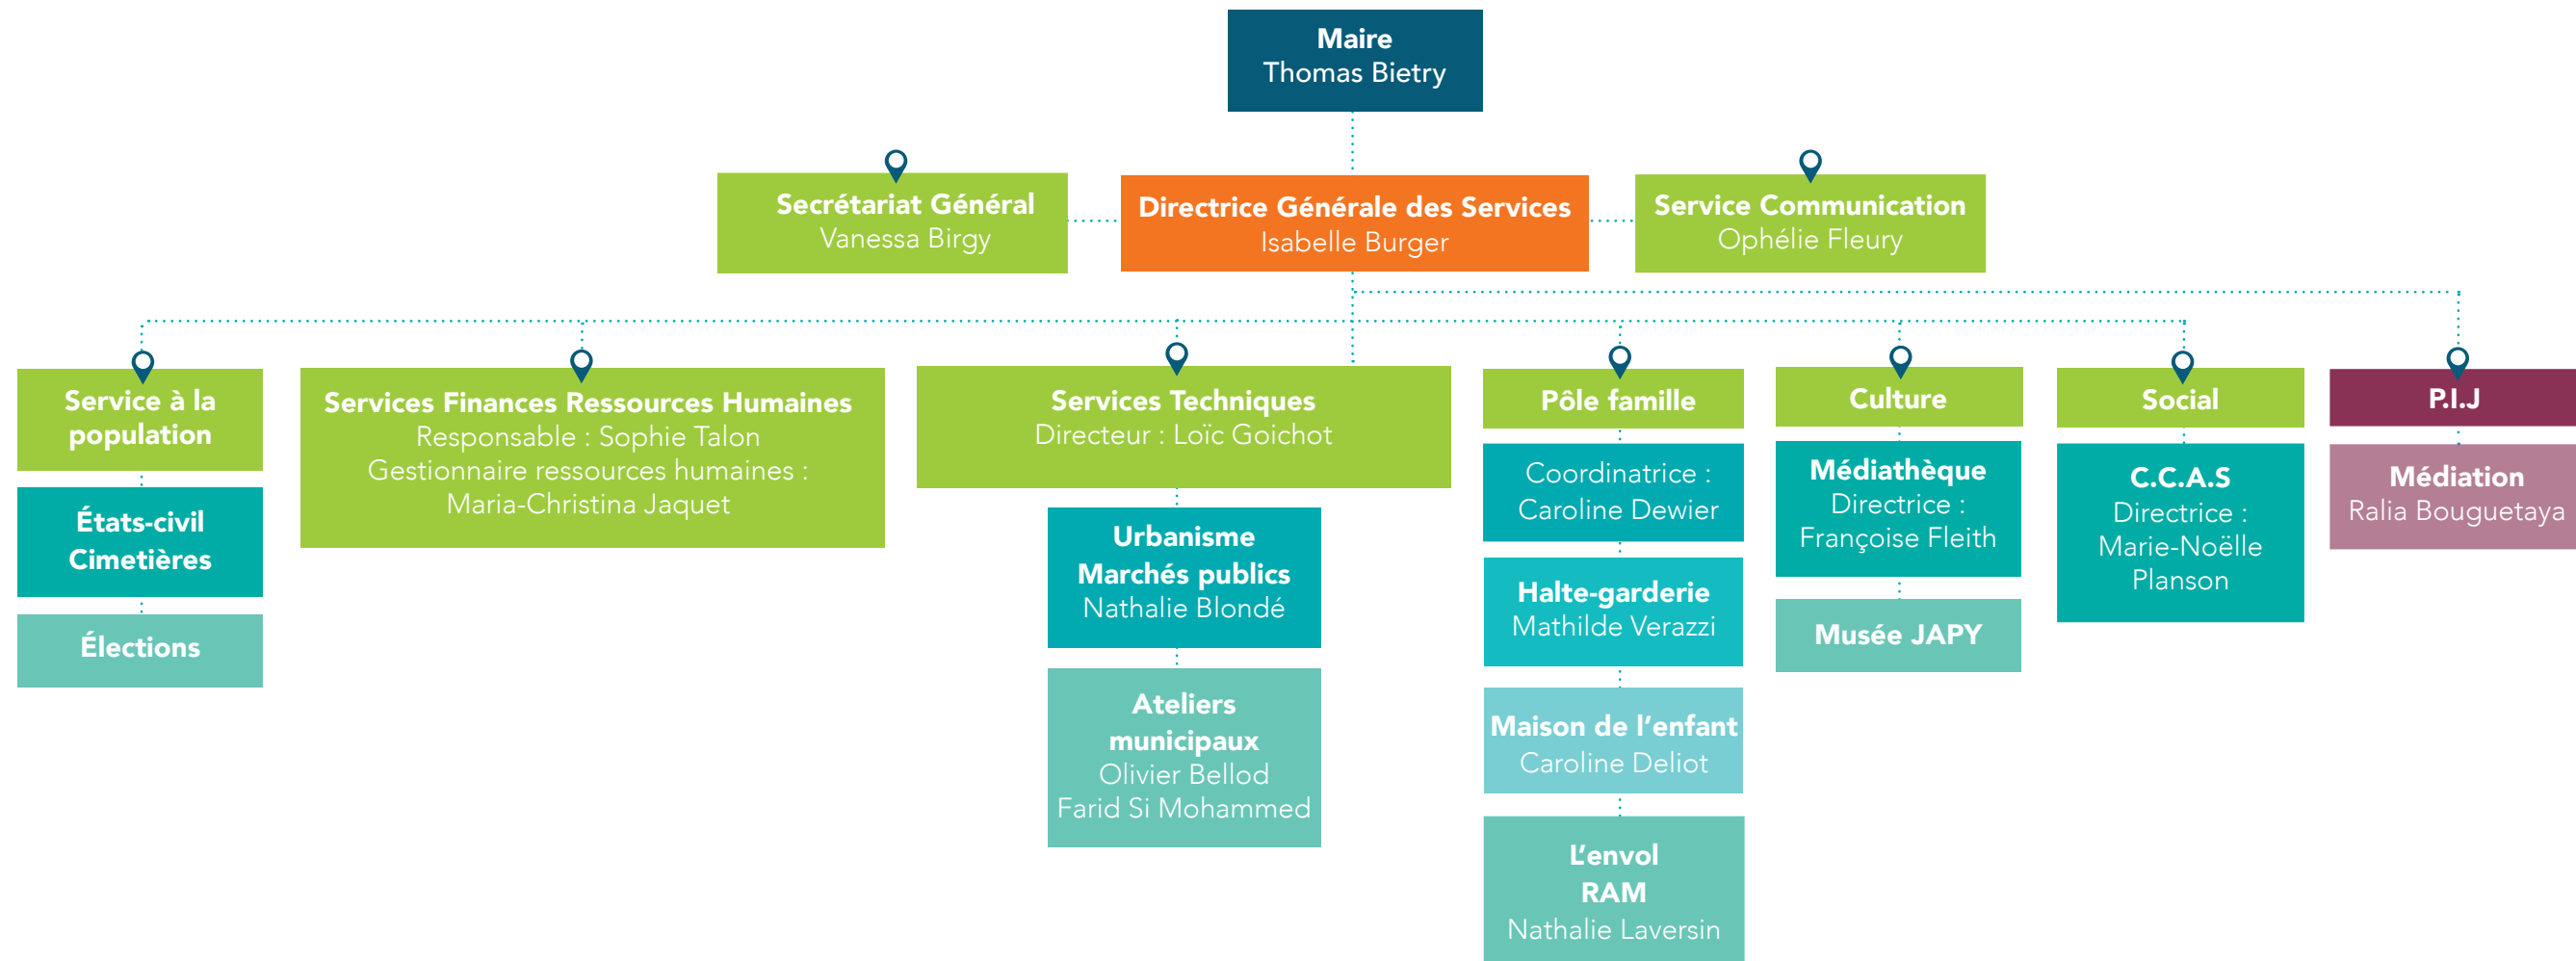 Maire
Thomas Bietry
Secrétariat Général
Vanessa Birgy
Directrice Générale des Services
Isabelle Burger
Service Communication
Ophélie Fleury
Service à la
population
États-civil
Cimetières
Élections
Services Finances Ressources Humaines
Responsable : Sophie Talon
Gestionnaire ressources humaines :
Maria-Christina Jaquet
Services Techniques
Directeur : Loïc Goichot
Urbanisme
Marchés publics
Nathalie Blondé
Ateliers
municipaux
Olivier Bellod
Farid Si Mohammed
Pôle famille
Coordinatrice :
Caroline Dewier
Halte-garderie
Mathilde Verazzi
Maison de l’enfant
Caroline Deliot
L’envol
RAM
Nathalie Laversin
Culture
Médiathèque
Directrice :
Françoise Fleith
Musée JAPY
Social
C.C.A.S
Directrice :
Marie-Noëlle
Planson
P.I.J
Médiation
Ralia Bouguetaya